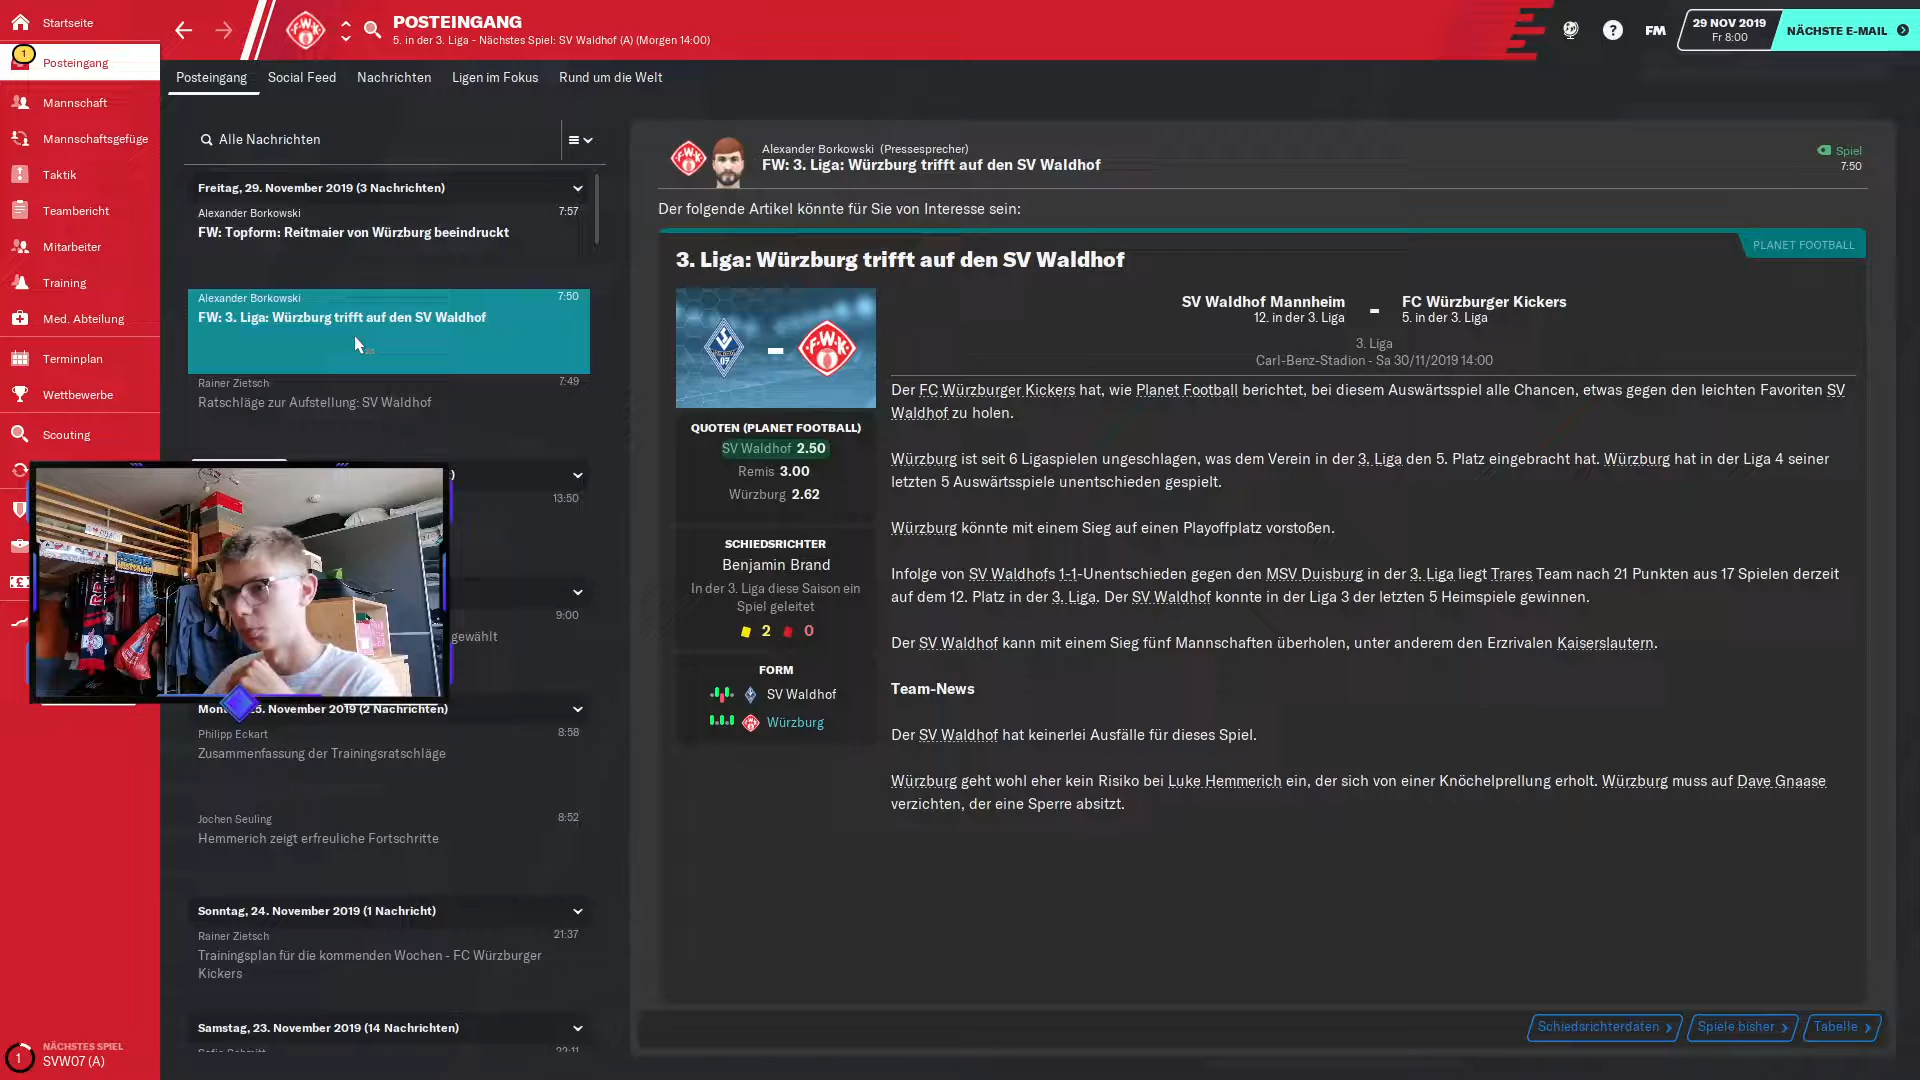 Startseite
1
Posteingang
Mannschaft
Mannschaftsgefüge
Taktik
Teambericht
Mitarbeiter
Training
Med. Abteilung
Terminplan
Wettbewerbe
Scouting
NÄCHSTES SPIEL
1
SVW07 (A)
POSTEINGANG
5. in der 3. Liga - Nächstes Spiel: SV Waldhof (A) (Morgen 14:00)
FM
29 NOV 2019
Fr 8:00
NÄCHSTE E-MAIL
Posteingang
Social Feed
Nachrichten
Ligen im Fokus
Rund um die Welt
Alle Nachrichten
Freitag, 29. November 2019 (3 Nachrichten)
Alexander Borkowski
7:57
FW: Topform: Reitmaier von Würzburg beeindruckt
Alexander Borkowski
7:50
FW: 3. Liga: Würzburg trifft auf den SV Waldhof
Rainer Zietsch
7:49
Ratschläge zur Aufstellung: SV Waldhof
13:50
9:00
gewählt
5. November 2019 (2 Nachrichten)
Philipp Eckart
8:58
Zusammenfassung der Trainingsratschläge
Jochen Seuling
8:52
Hemmerich zeigt erfreuliche Fortschritte
Sonntag, 24. November 2019 (1 Nachricht)
Rainer Zietsch
21:37
Trainingsplan für die kommenden Wochen - FC Würzburger
Kickers
Samstag, 23. November 2019 (14 Nachrichten)
Alexander Borkowski (Pressesprecher)
FW: 3. Liga: Würzburg trifft auf den SV Waldhof
Spiel
7:50
Der folgende Artikel könnte für Sie von Interesse sein:
PLANET FOOTBALL
3. Liga: Würzburg trifft auf den SV Waldhof
SV Waldhof Mannheim - FC Würzburger Kickers
12. in der 3. Liga
5. in der 3. Liga
3. Liga
Carl-Benz-Stadion - Sa 30/11/2019 14:00
QUOTEN (PLANET FOOTBALL)
SV Waldhof 2.50
Remis 3.00
Würzburg 2.62
SCHIEDSRICHTER
Benjamin Brand
In der 3. Liga diese Saison ein
Spiel geleitet
2 0
FORM
SV Waldhof
Würzburg
Der FC Würzburger Kickers hat, wie Planet Football berichtet, bei diesem Auswärtsspiel alle Chancen, etwas gegen den leichten Favoriten SV
Waldhof zu holen.
Würzburg ist seit 6 Ligaspielen ungeschlagen, was dem Verein in der 3. Liga den 5. Platz eingebracht hat. Würzburg hat in der Liga 4 seiner
letzten 5 Auswärtsspiele unentschieden gespielt.
Würzburg könnte mit einem Sieg auf einen Playoffplatz vorstoßen.
Infolge von SV Waldhofs 1-1-Unentschieden gegen den MSV Duisburg in der 3. Liga liegt Trares Team nach 21 Punkten aus 17 Spielen derzeit
auf dem 12. Platz in der 3. Liga. Der SV Waldhof konnte in der Liga 3 der letzten 5 Heimspiele gewinnen.
Der SV Waldhof kann mit einem Sieg fünf Mannschaften überholen, unter anderem den Erzrivalen Kaiserslautern.
Team-News
Der SV Waldhof hat keinerlei Ausfälle für dieses Spiel.
Würzburg geht wohl eher kein Risiko bei Luke Hemmerich ein, der sich von einer Knöchelprellung erholt. Würzburg muss auf Dave Gnaase
verzichten, der eine Sperre absitzt.
Schiedsrichterdaten
Spiele bisher
Tabelle